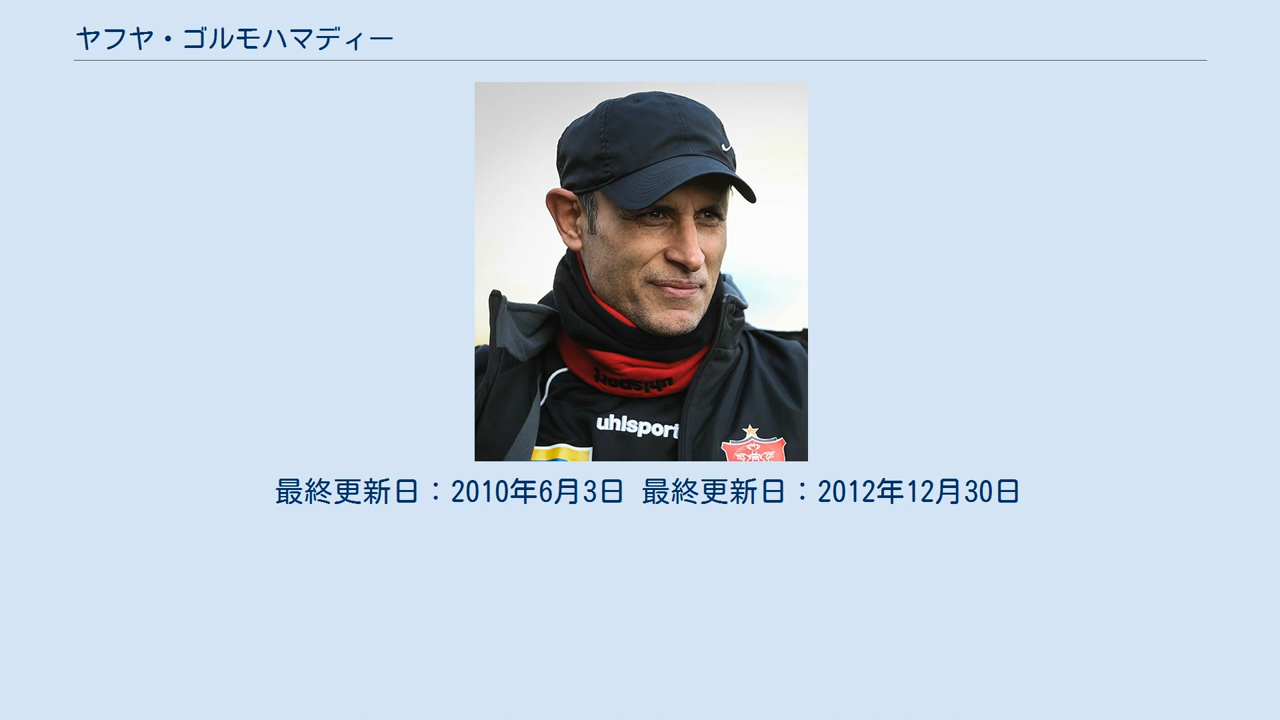 ヤフヤ・ゴルモハマディー
uhlsport
uhlsport
最終更新日：2010年6月3日 最終更新日：2012年12月30日